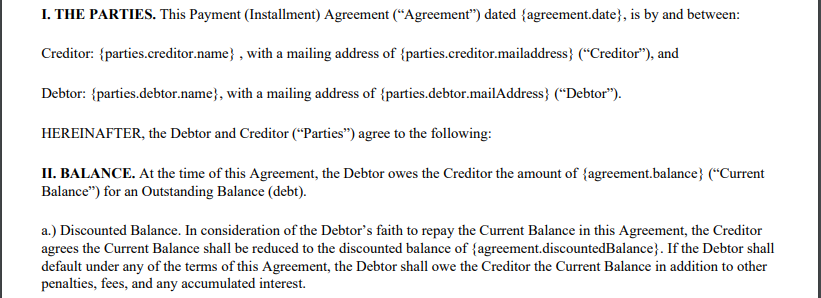 I. THE PARTIES. This Payment (Installment) Agreement (“Agreement”) dated {agreement.date}, is by and between:
Creditor: {parties.creditor.name} , with a mailing address of {parties.creditor.mailaddress} (“Creditor”), and
Debtor: {parties.debtor.name}, with a mailing address of {parties.debtor.mailAddress} (“Debtor”).
HEREINAFTER, the Debtor and Creditor (“Parties”) agree to the following:
II. BALANCE. At the time of this Agreement, the Debtor owes the Creditor the amount of {agreement.balance} (“Current
Balance”) for an Outstanding Balance (debt).
a.) Discounted Balance. In consideration of the Debtor’s faith to repay the Current Balance in this Agreement, the Creditor
agrees the Current Balance shall be reduced to the discounted balance of {agreement.discountedBalance}. If the Debtor shall
default under any of the terms of this Agreement, the Debtor shall owe the Creditor the Current Balance in addition to other
penalties, fees, and any accumulated interest.